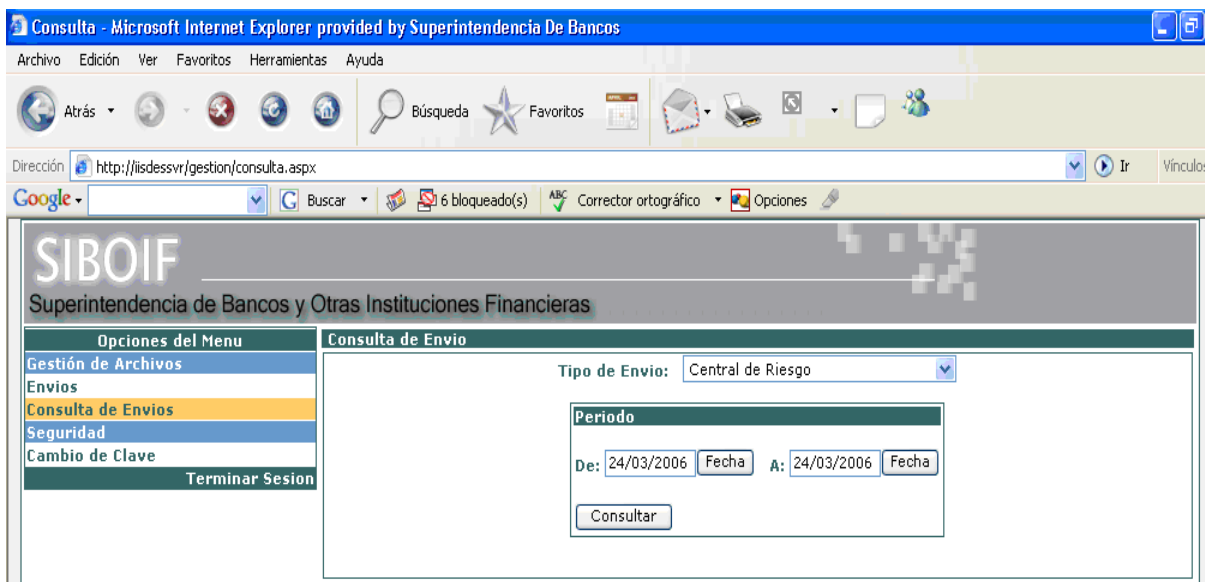 Consulta - Microsoft Internet Explorer provided by Superintendencia De Bancos
Archivo Edición Ver Favoritos Herramientas Ayuda
Atrás Búsqueda Favoritos
Dirección http://iisdessvr/gestion/consulta.aspx Ir Vínculos
Google Buscar 6 bloqueado(s) ABC Corrector ortográfico Opciones
SIBOIF
Superintendencia de Bancos y Otras Instituciones Financieras
Opciones del Menu
Gestión de Archivos
Envios
Consulta de Envios
Seguridad
Cambio de Clave
Terminar Sesion
Consulta de Envio
Tipo de Envio: Central de Riesgo
Periodo
De: 24/03/2006 Fecha A: 24/03/2006 Fecha
Consultar